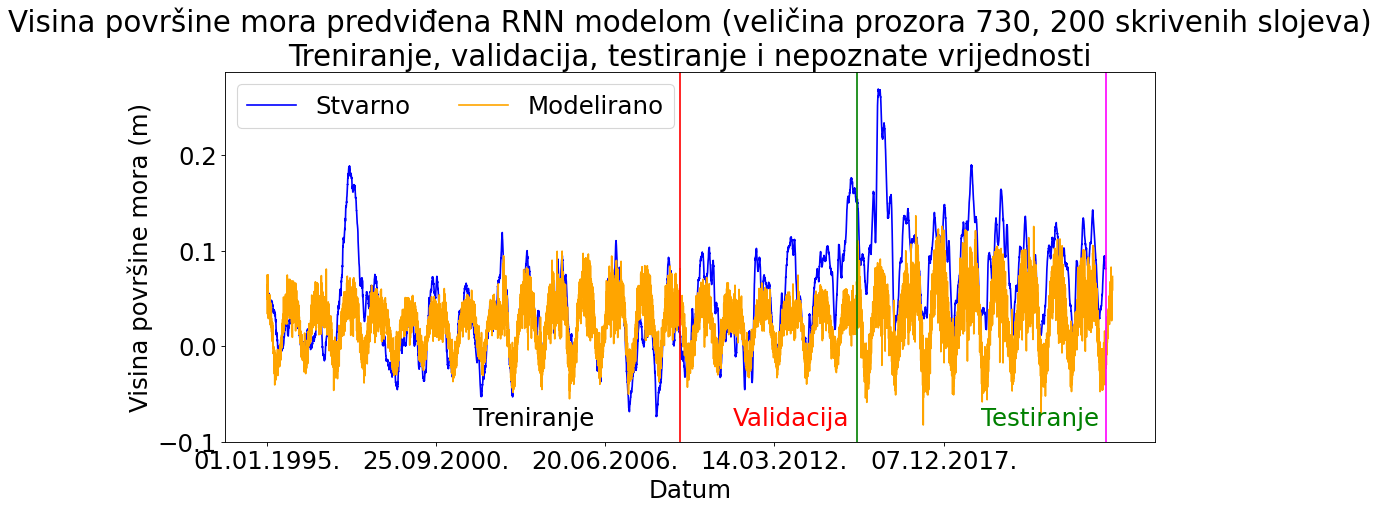 Visina površine mora predviđena RNN modelom (veličina prozora 730, 200 skrivenih slojeva)
Treniranje, validacija, testiranje i nepoznate vrijednosti
Stvarno Modelirano
Visina površine mora (m)
0.2
0.1
0.0
−0.1
Treniranje Validacija Testiranje
01.01.1995. 25.09.2000. 20.06.2006. 14.03.2012. 07.12.2017.
Datum